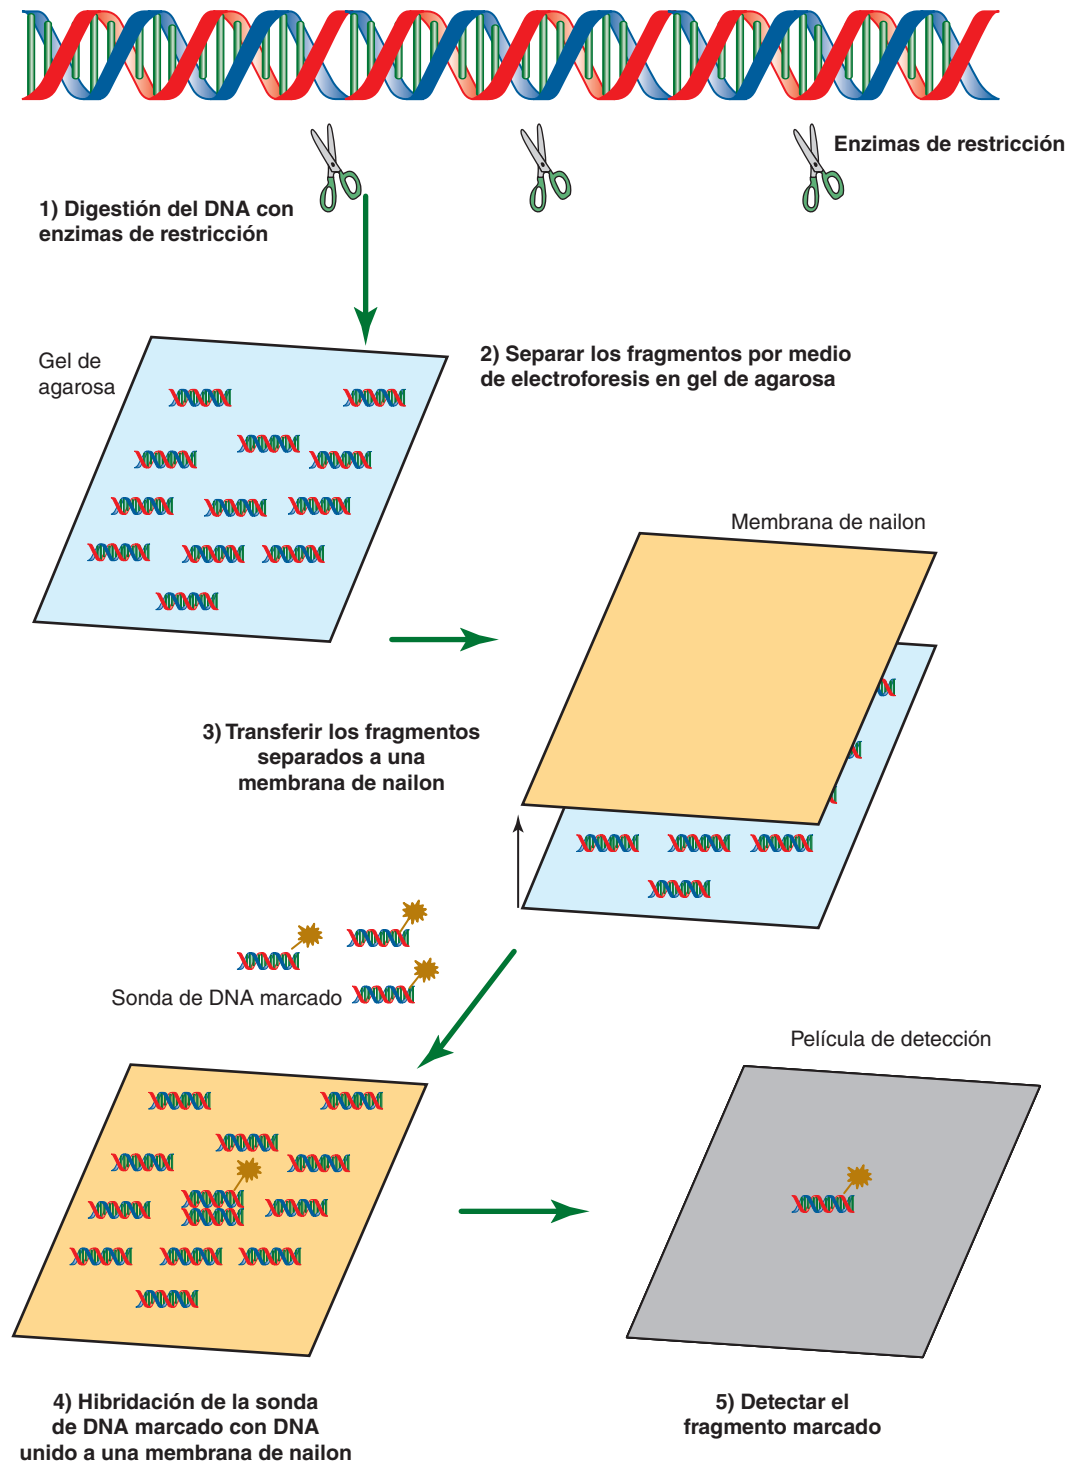 Enzimas de restricción
1) Digestión del DNA con
enzimas de restricción
Gel de
agarosa
2) Separar los fragmentos por medio
de electroforesis en gel de agarosa
Membrana de nailon
3) Transferir los fragmentos
separados a una
membrana de nailon
Sonda de DNA marcado
Película de detección
4) Hibridación de la sonda
de DNA marcado con DNA
unido a una membrana de nailon
5) Detectar el
fragmento marcado